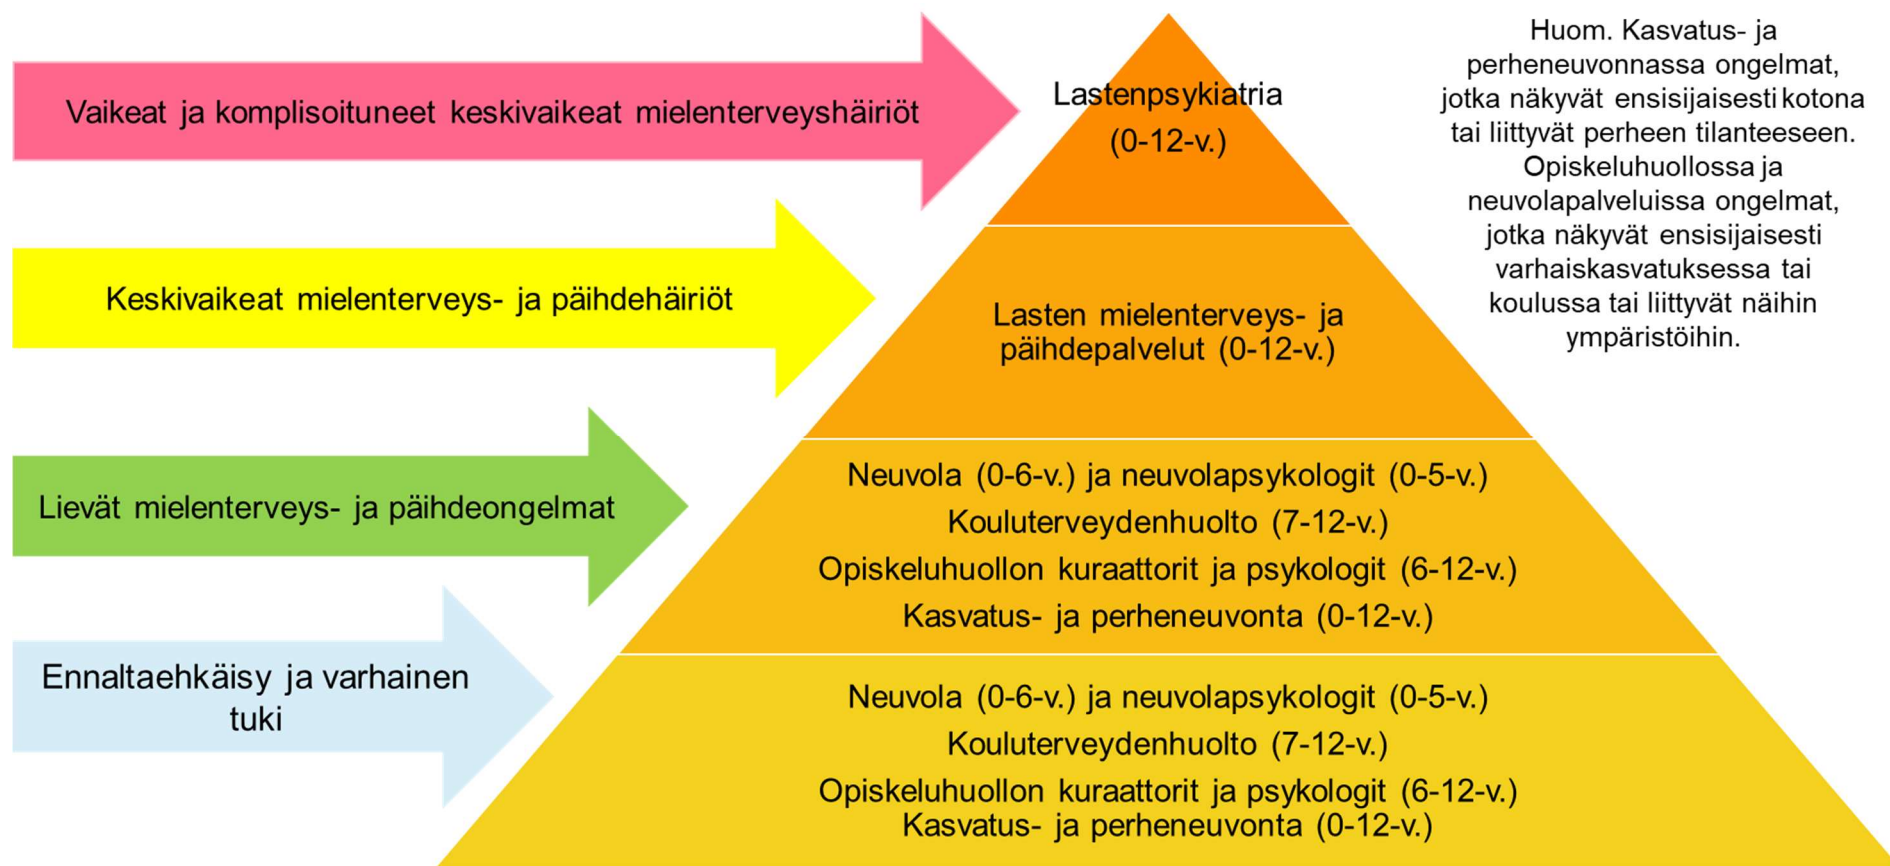 Vaikeat ja komplisoituneet keskivaikeat mielenterveyshäiriöt
Keskivaikeat mielenterveys- ja päihdehäiriöt
Lievät mielenterveys- ja päihdeongelmat
Ennaltaehkäisy ja varhainen
tuki
Lastenpsykiatria
(0-12-v.)
Lasten mielenterveys- ja
päihdepalvelut (0-12-v.)
Neuvola (0-6-v.) ja neuvolapsykologit (0-5-v.)
Kouluterveydenhuolto (7-12-v.)
Opiskeluhuollon kuraattorit ja psykologit (6-12-v.)
Kasvatus- ja perheneuvonta (0-12-v.)
Neuvola (0-6-v.) ja neuvolapsykologit (0-5-v.)
Kouluterveydenhuolto (7-12-v.)
Opiskeluhuollon kuraattorit ja psykologit (6-12-v.)
Kasvatus- ja perheneuvonta (0-12-v.)
Huom. Kasvatus- ja
perheneuvonnassa ongelmat,
jotka näkyvät ensisijaisesti kotona
tai liittyvät perheen tilanteeseen.
Opiskeluhuollossa ja
neuvolapalveluissa ongelmat,
jotka näkyvät ensisijaisesti
varhaiskasvatuksessa tai
koulussa tai liittyvät näihin
ympäristöihin.